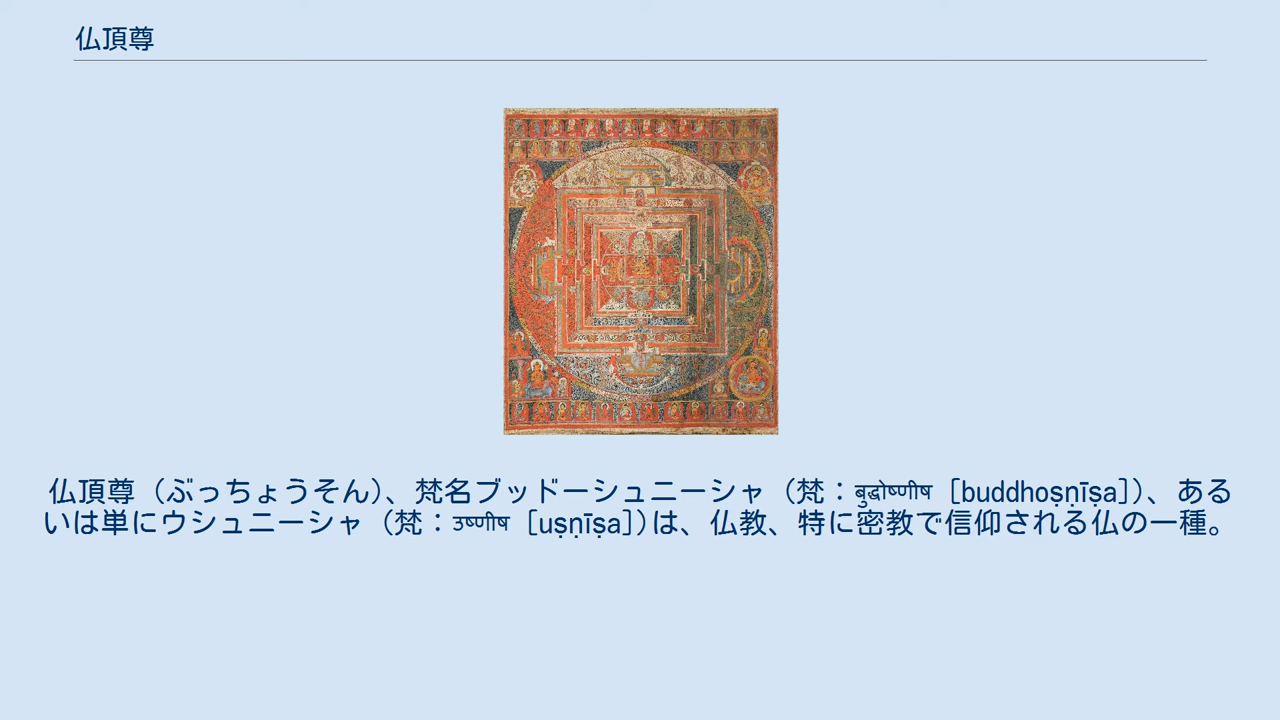 仏頂尊
仏頂尊（ぶっちょうそん）、梵名ブッドーシュニーシャ（梵：बुद्धोष्णीष［buddhoṣṇīṣa］）、ある
いは単にウシュニーシャ（梵：उष्णीष［uṣṇīṣa］）は、仏教、特に密教で信仰される仏の一種。